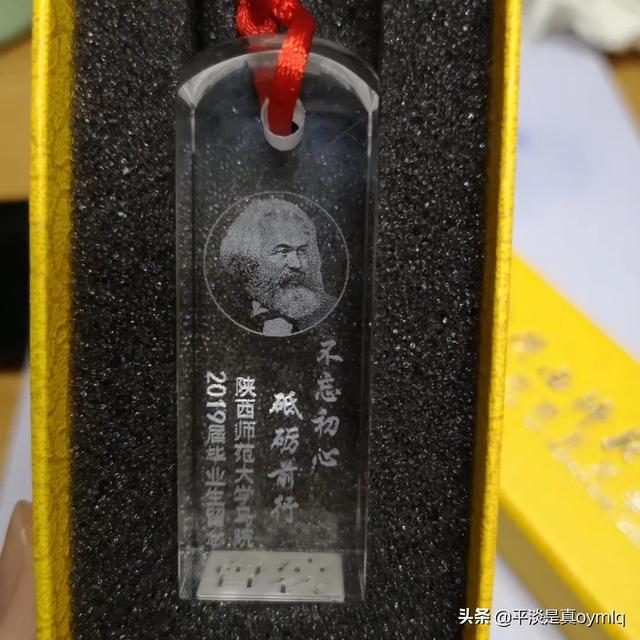 不忘初心
砥砺前行
陕西师范大学马院
2019届毕业生留念
头条 @平淡是真oymlq